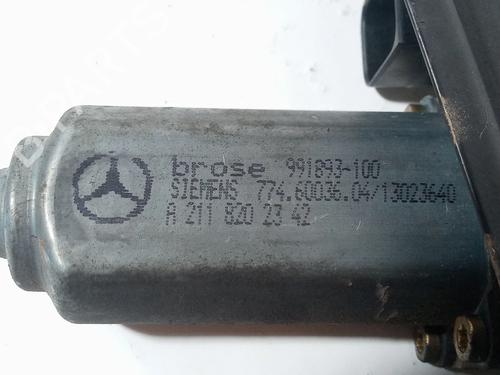 brose 991893-100
SIEMENS 774.60036.04/13023640
A 211 820 23 42